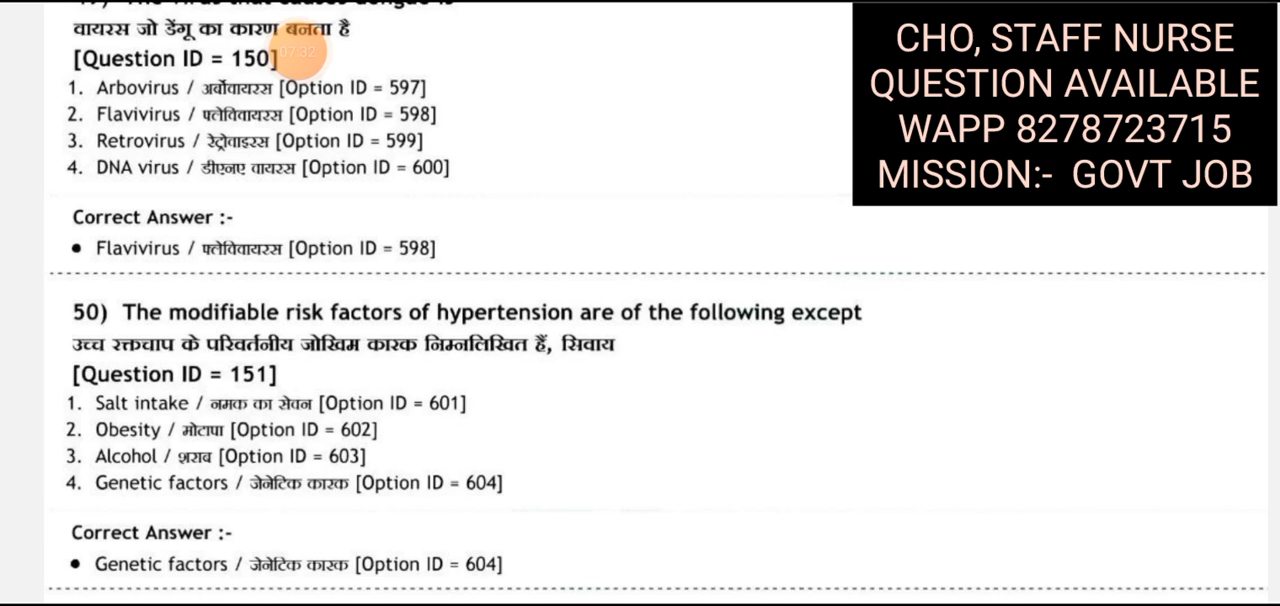 वायरस जो डेंगू का कारण बनता है
07:32
[Question ID = 150]
1. Arbovirus / अर्बोवायरस [Option ID = 597]
2. Flavivirus / फ्लेविवायरस [Option ID = 598]
3. Retrovirus / रेट्रोवाइरस [Option ID = 599]
4. DNA virus / डीएनए वायरस [Option ID = 600]
Correct Answer :-
• Flavivirus / फ्लेविवायरस [Option ID = 598]
50) The modifiable risk factors of hypertension are of the following except
उच्च रक्तचाप के परिवर्तनीय जोखिम कारक निम्नलिखित हैं, सिवाय
[Question ID = 151]
1. Salt intake / नमक का सेवन [Option ID = 601]
2. Obesity / मोटापा [Option ID = 602]
3. Alcohol / शराब [Option ID = 603]
4. Genetic factors / जेनेटिक कारक [Option ID = 604]
Correct Answer :-
• Genetic factors / जेनेटिक कारक [Option ID = 604]
CHO, STAFF NURSE
QUESTION AVAILABLE
WAPP 8278723715
MISSION:- GOVT JOB